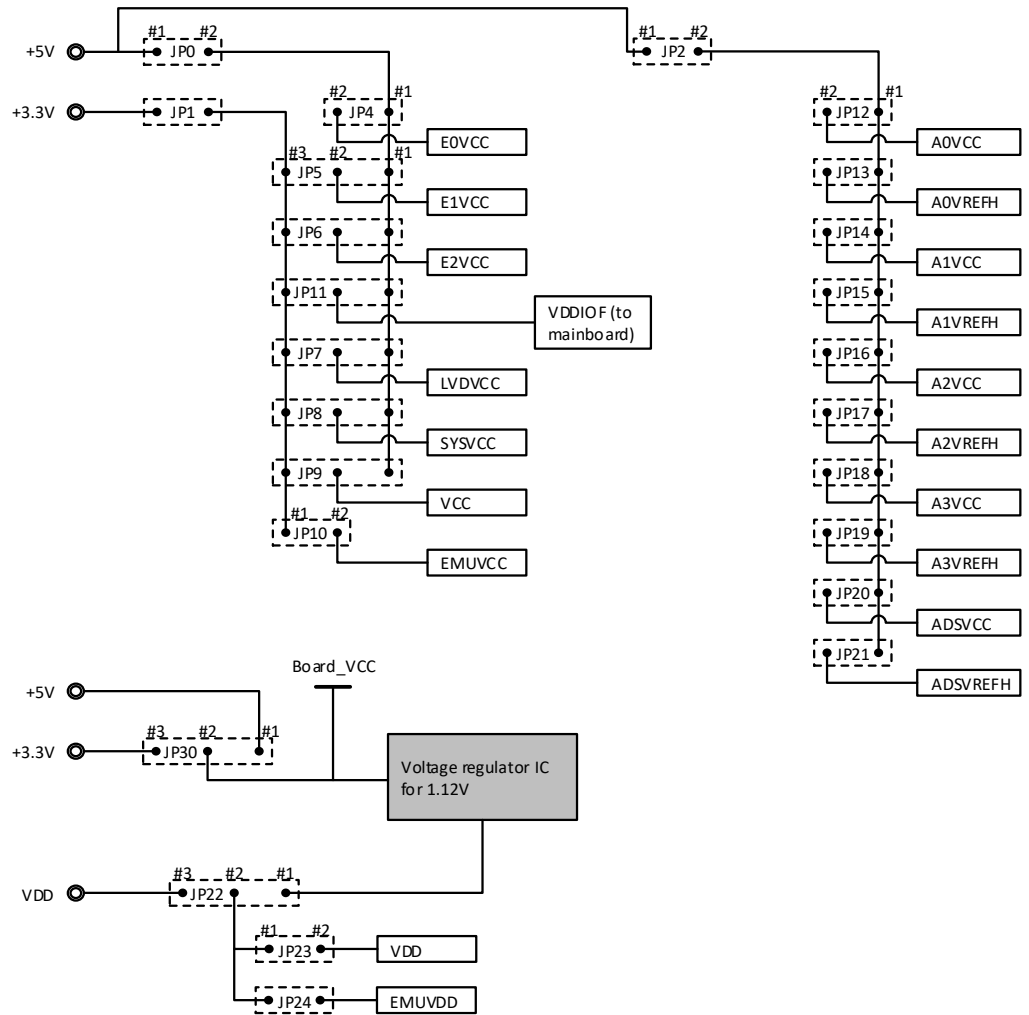 #1 #2
+5V
JP0
#1 #2
JP2
+3.3V
JP1
#2 #1
JP4
E0VCC
#3 #2 #1
JP5
E1VCC
JP6
E2VCC
JP11
VDDIOF (to
mainboard)
JP7
LVDVCC
JP8
SYSVCC
JP9
VCC
#1 #2
JP10
EMUVCC
#2 #1
JP12
A0VCC
JP13
A0VREFH
JP14
A1VCC
JP15
A1VREFH
JP16
A2VCC
JP17
A2VREFH
JP18
A3VCC
JP19
A3VREFH
JP20
ADSVCC
JP21
ADSVREFH
Board_VCC
+5V
#3 #2 #1
+3.3V
JP30
Voltage regulator IC
for 1.12V
#3 #2 #1
VDD
JP22
#1 #2
JP23
VDD
JP24
EMUVDD